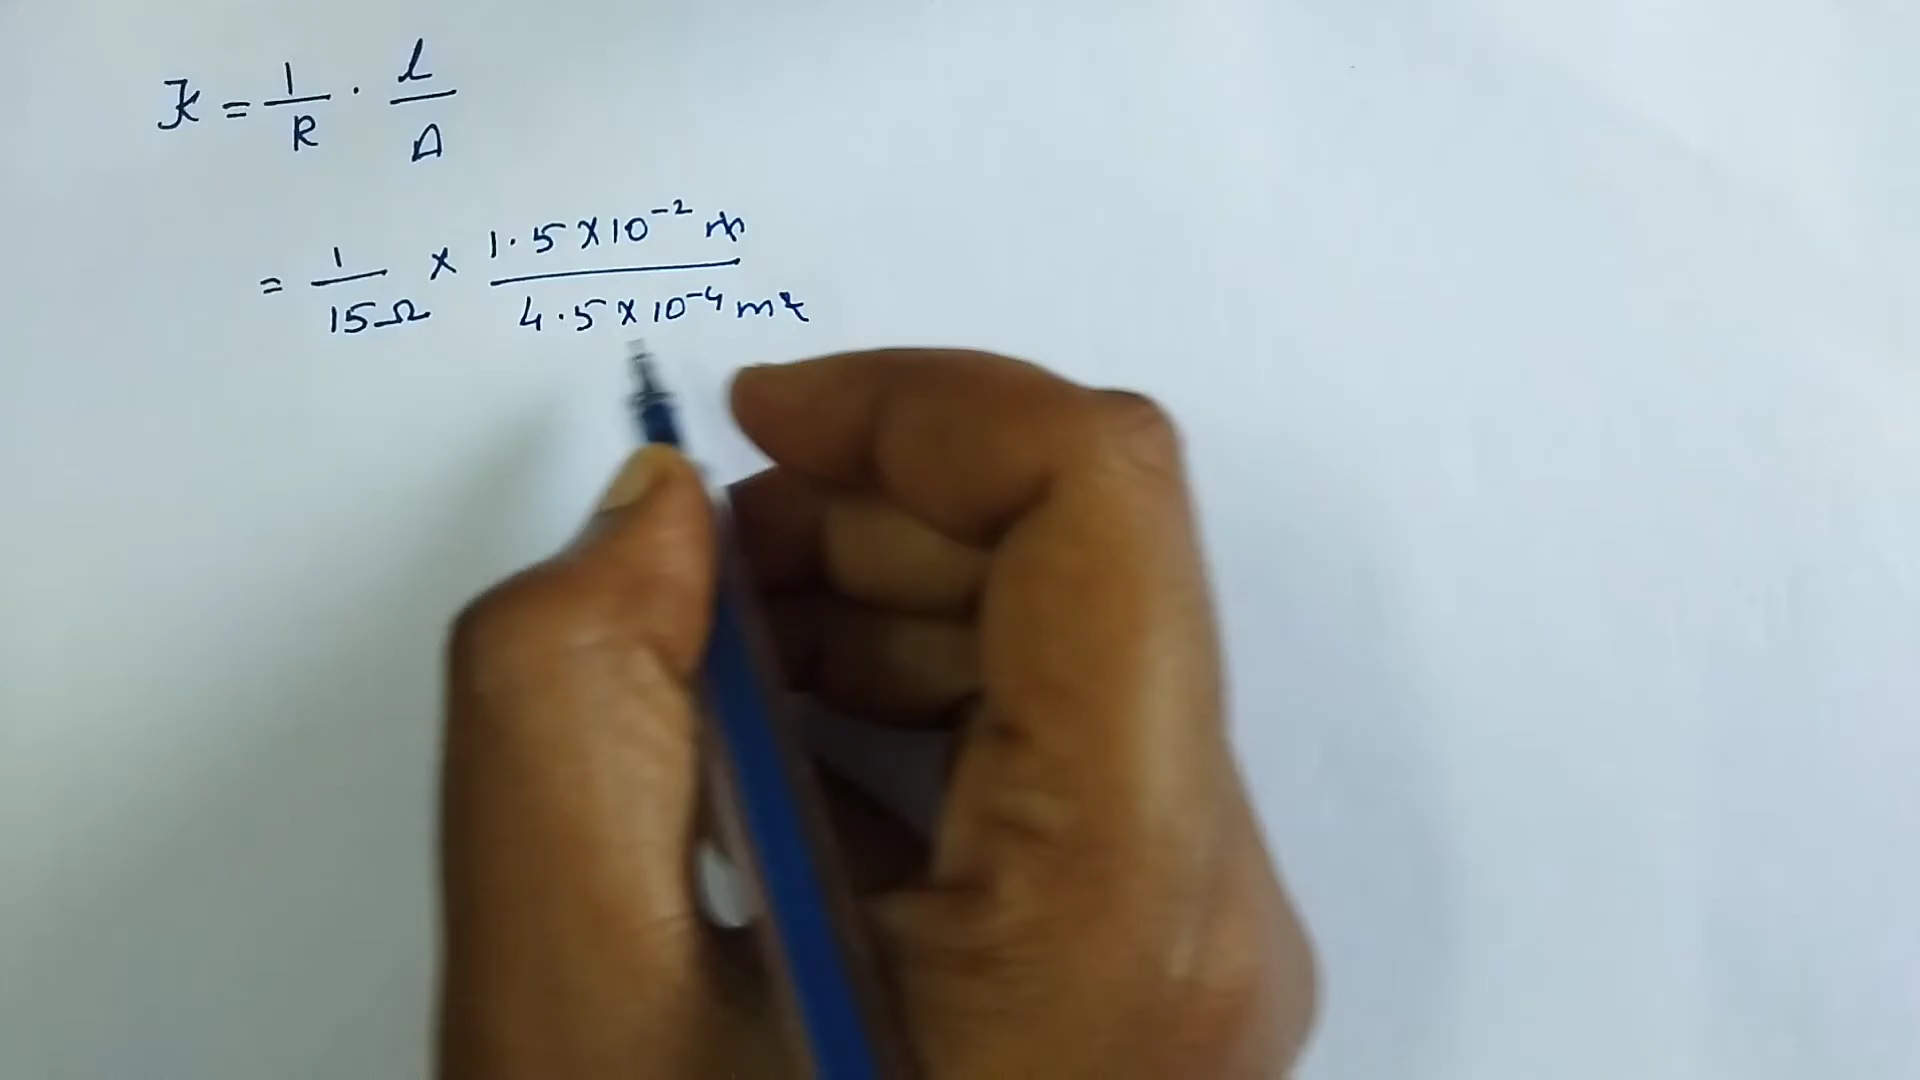 K = 1/R · l/A
= 1/15Ω × 1.5×10⁻² m / 4.5×10⁻⁴ m²